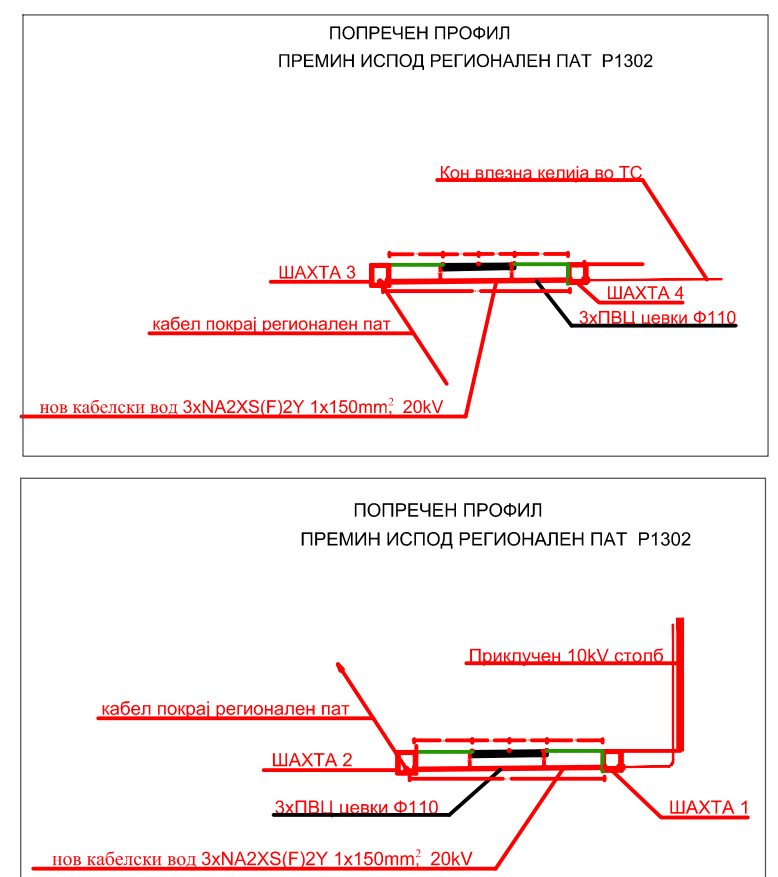 ПОПРЕЧЕН ПРОФИЛ
ПРЕМИН ИСПОД РЕГИОНАЛЕН ПАТ P1302
Кон влезна келија во ТС
ШАХТА 3
ШАХТА 4
кабел покрај регионален пат
3хПВЦ цевки Ф110
нов кабелски вод 3xNA2XS(F)2Y 1x150mm², 20kV
ПОПРЕЧЕН ПРОФИЛ
ПРЕМИН ИСПОД РЕГИОНАЛЕН ПАТ P1302
Приклучен 10kV столб
кабел покрај регионален пат
ШАХТА 2
3хПВЦ цевки Ф110
ШАХТА 1
нов кабелски вод 3xNA2XS(F)2Y 1x150mm², 20kV